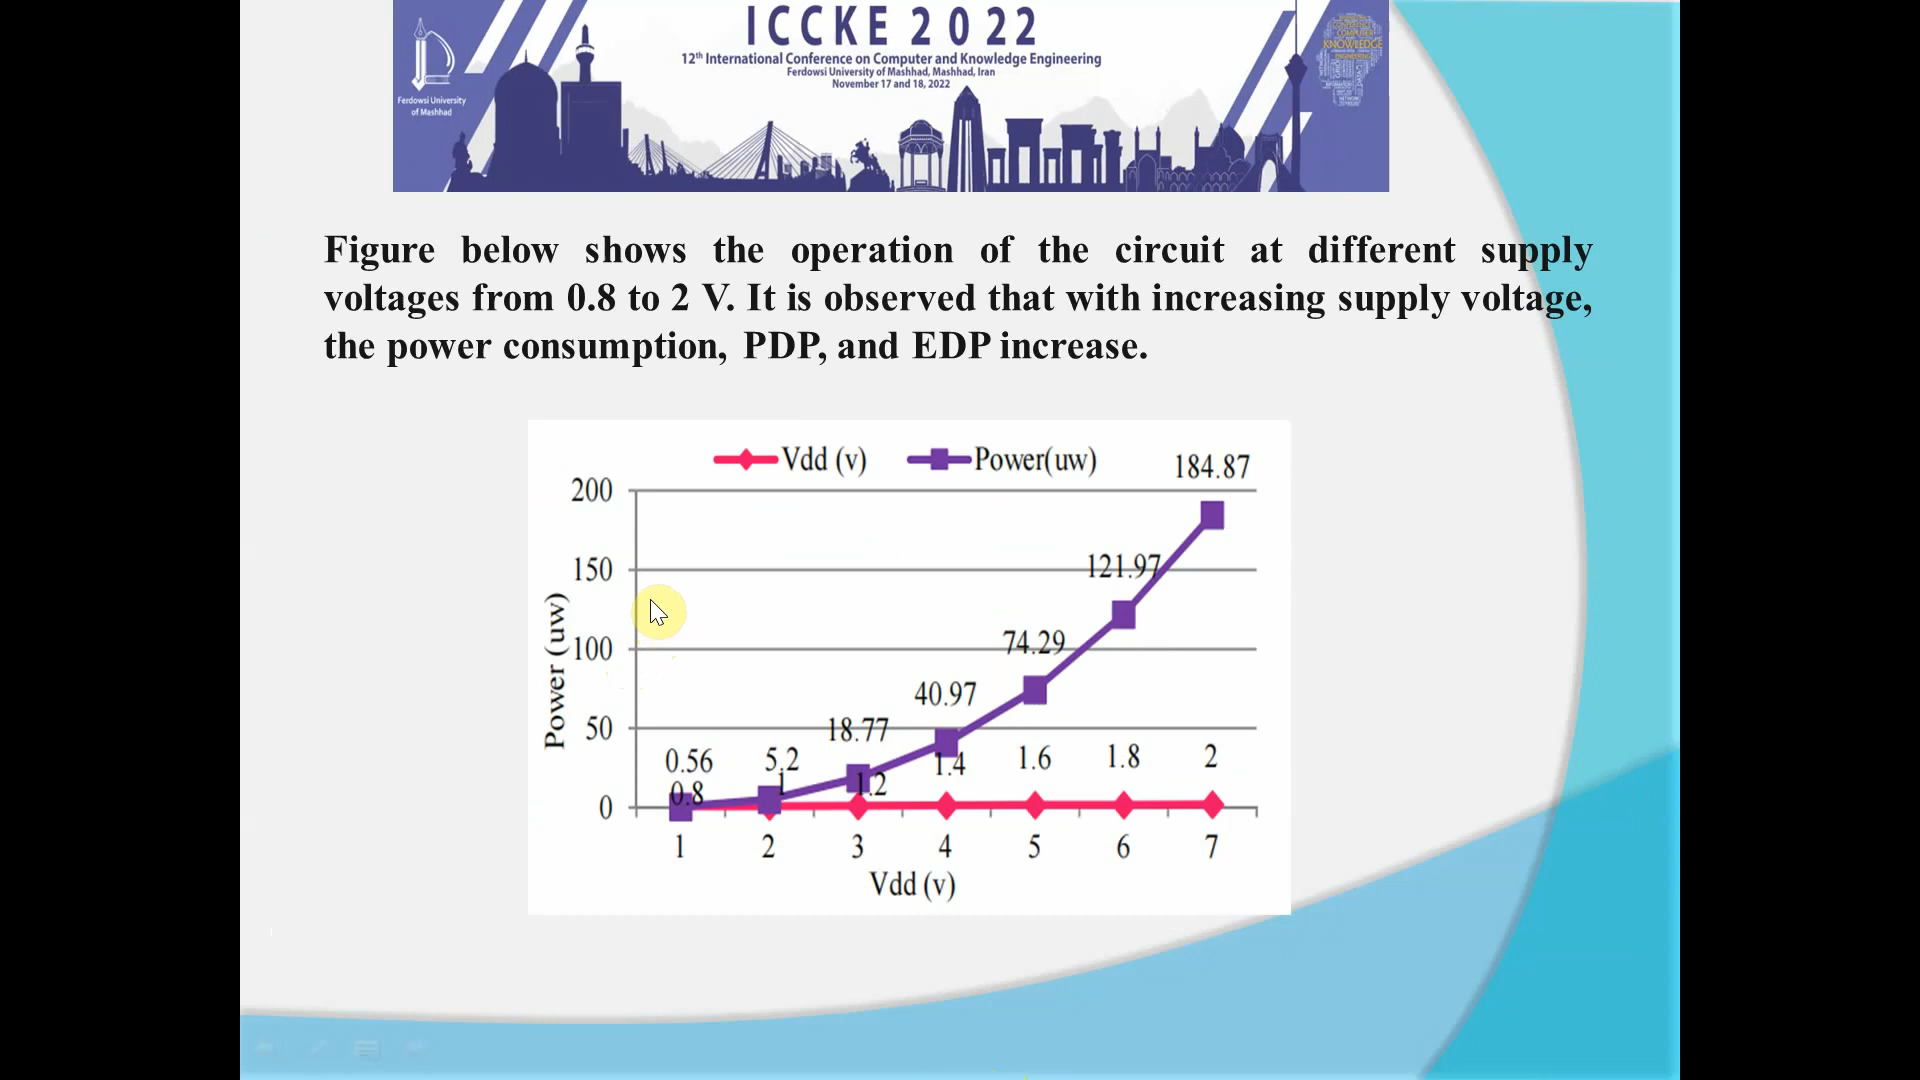 ICCKE 2022
12th International Conference on Computer and Knowledge Engineering
Ferdowsi University of Mashhad, Mashhad, Iran
November 17 and 18, 2022
Ferdowsi University
of Mashhad
COMPUTER
KNOWLEDGE
Figure below shows the operation of the circuit at different supply
voltages from 0.8 to 2 V. It is observed that with increasing supply voltage,
the power consumption, PDP, and EDP increase.
Vdd (v) Power(uw)
184.87
200
150
121.97
100
74.29
50
40.97
18.77
0.56 5.2
0.8 1 1.2 1.4 1.6 1.8 2
0
Power (uw)
1 2 3 4 5 6 7
Vdd (v)